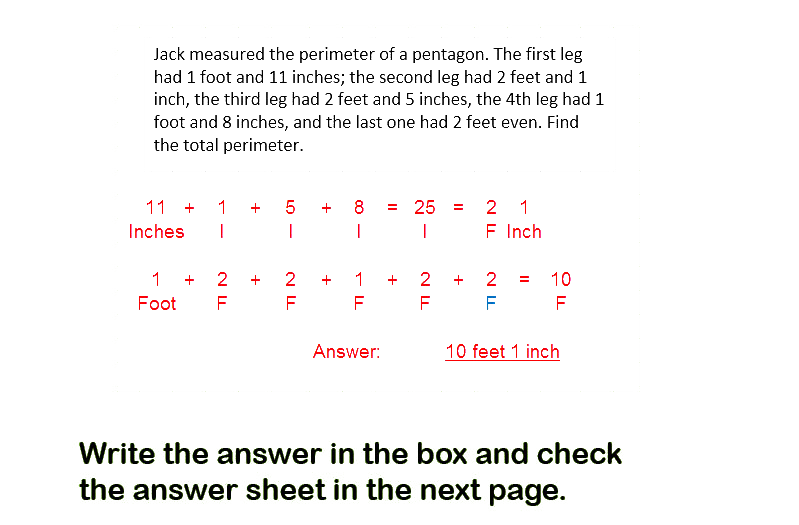 Jack measured the perimeter of a pentagon. The first leg
had 1 foot and 11 inches; the second leg had 2 feet and 1
inch, the third leg had 2 feet and 5 inches, the 4th leg had 1
foot and 8 inches, and the last one had 2 feet even. Find
the total perimeter.
11 + 1 + 5 + 8 = 25 = 2 1
Inches I I I I F Inch
1 + 2 + 2 + 1 + 2 + 2 = 10
Foot F F F F F F
Answer: 10 feet 1 inch
Write the answer in the box and check
the answer sheet in the next page.